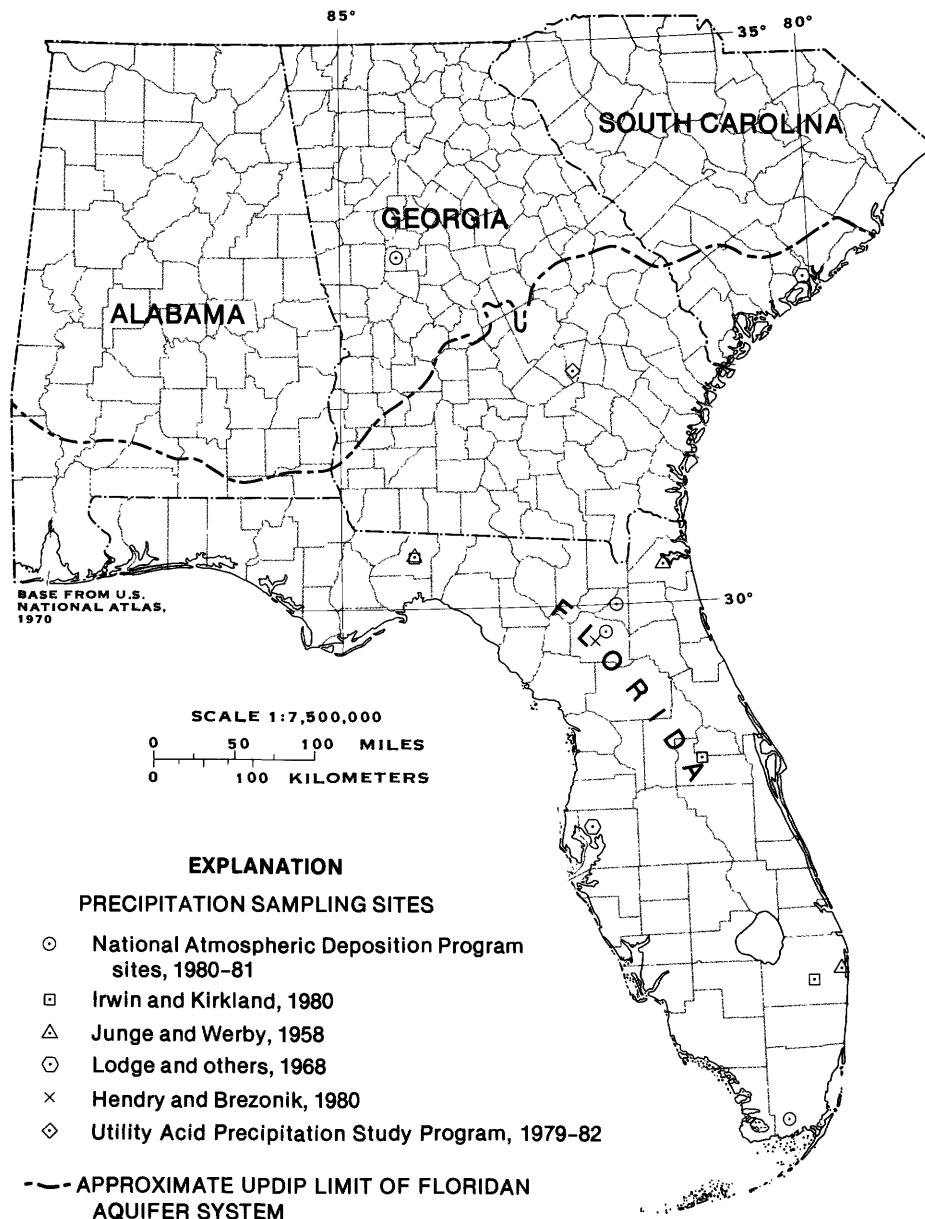 85°
35° 80°
SOUTH CAROLINA
GEORGIA
ALABAMA
BASE FROM U.S.
NATIONAL ATLAS,
1970
30°
FLORIDA
SCALE 1:7,500,000
0 50 100 MILES
0 100 KILOMETERS
EXPLANATION
PRECIPITATION SAMPLING SITES
National Atmospheric Deposition Program
sites, 1980–81
Irwin and Kirkland, 1980
Junge and Werby, 1958
Lodge and others, 1968
Hendry and Brezonik, 1980
Utility Acid Precipitation Study Program, 1979–82
APPROXIMATE UPDIP LIMIT OF FLORIDAN
AQUIFER SYSTEM